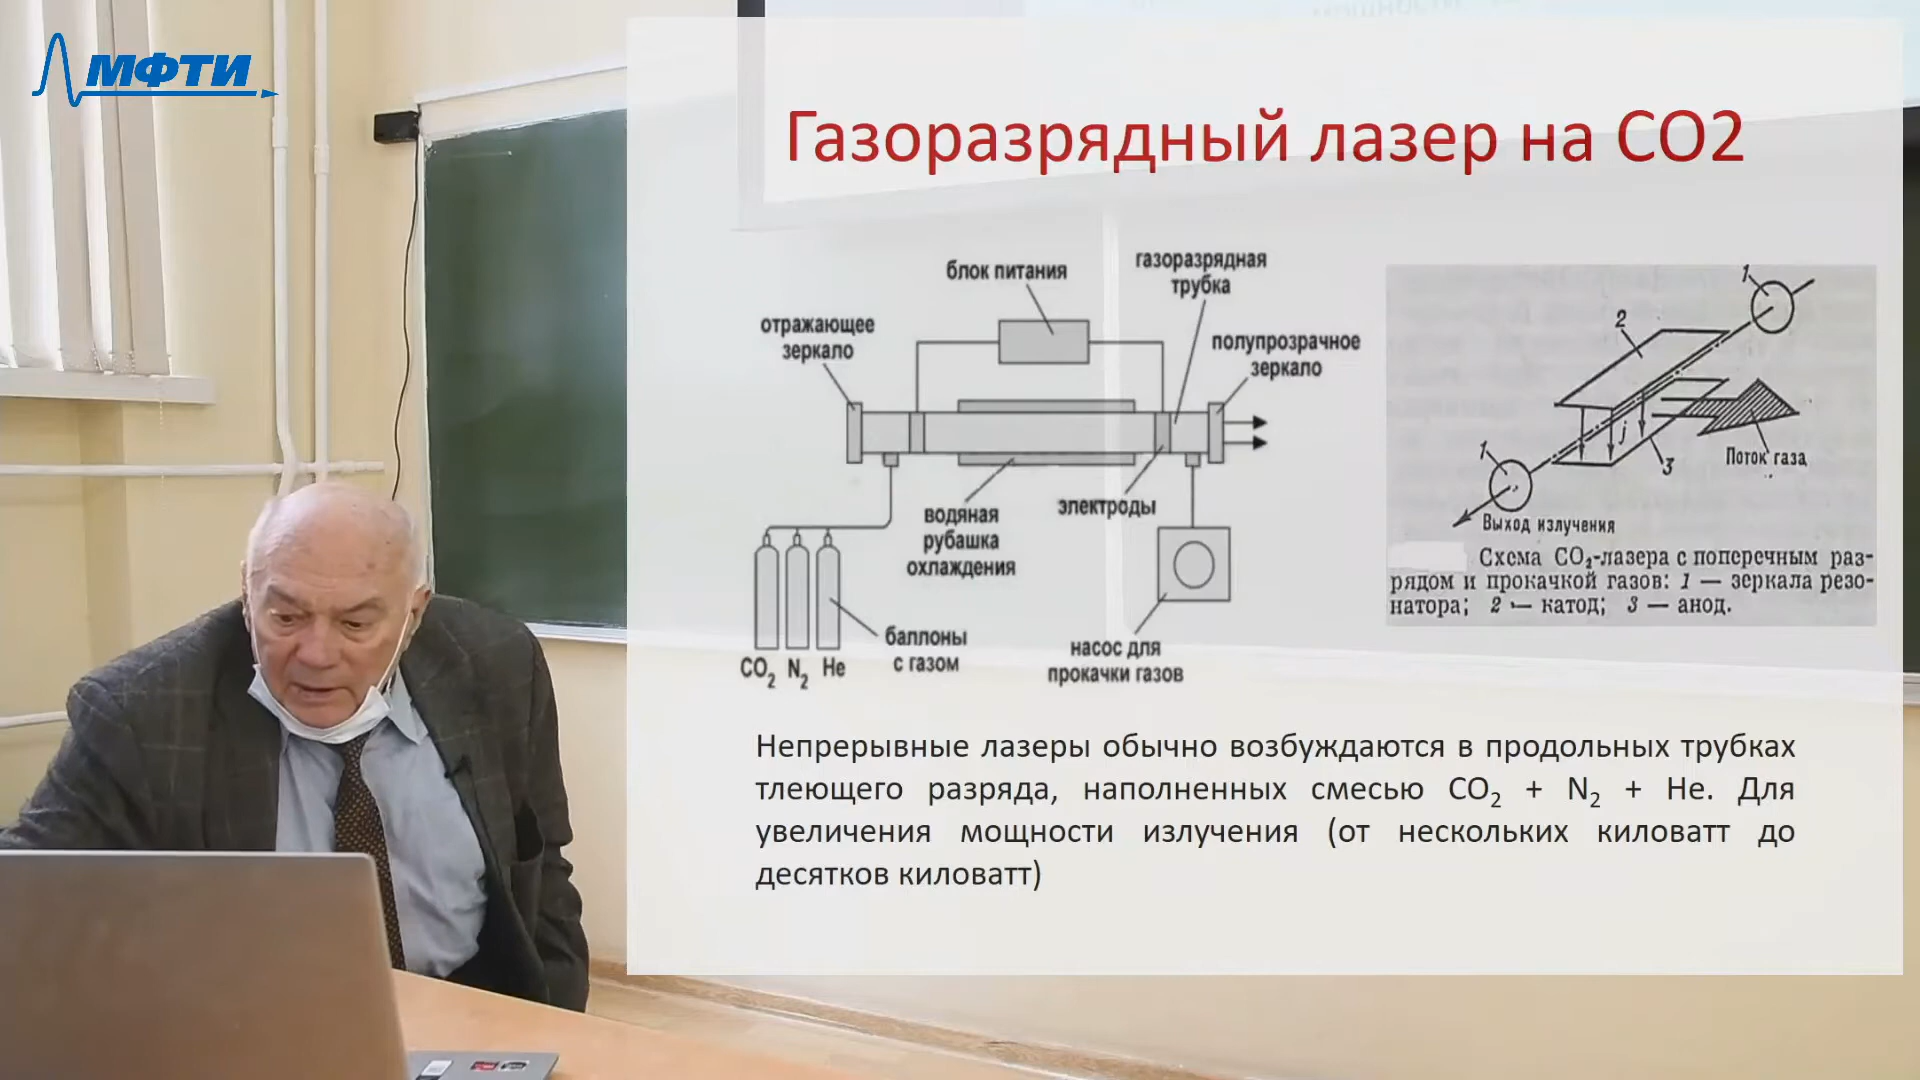 МФТИ
Газоразрядный лазер на СО2
блок питания
газоразрядная
трубка
отражающее
зеркало
полупрозрачное
зеркало
водяная
рубашка
охлаждения
электроды
баллоны
с газом
насос для
прокачки газов
CO₂ N₂ He
1
2
j
3
1
Поток газа
Выход излучения
Схема CO₂-лазера с поперечным раз-
рядом и прокачкой газов: 1 — зеркала резо-
натора; 2 — катод; 3 — анод.
Непрерывные лазеры обычно возбуждаются в продольных трубках
тлеющего разряда, наполненных смесью CO₂ + N₂ + He. Для
увеличения мощности излучения (от нескольких киловатт до
десятков киловатт)